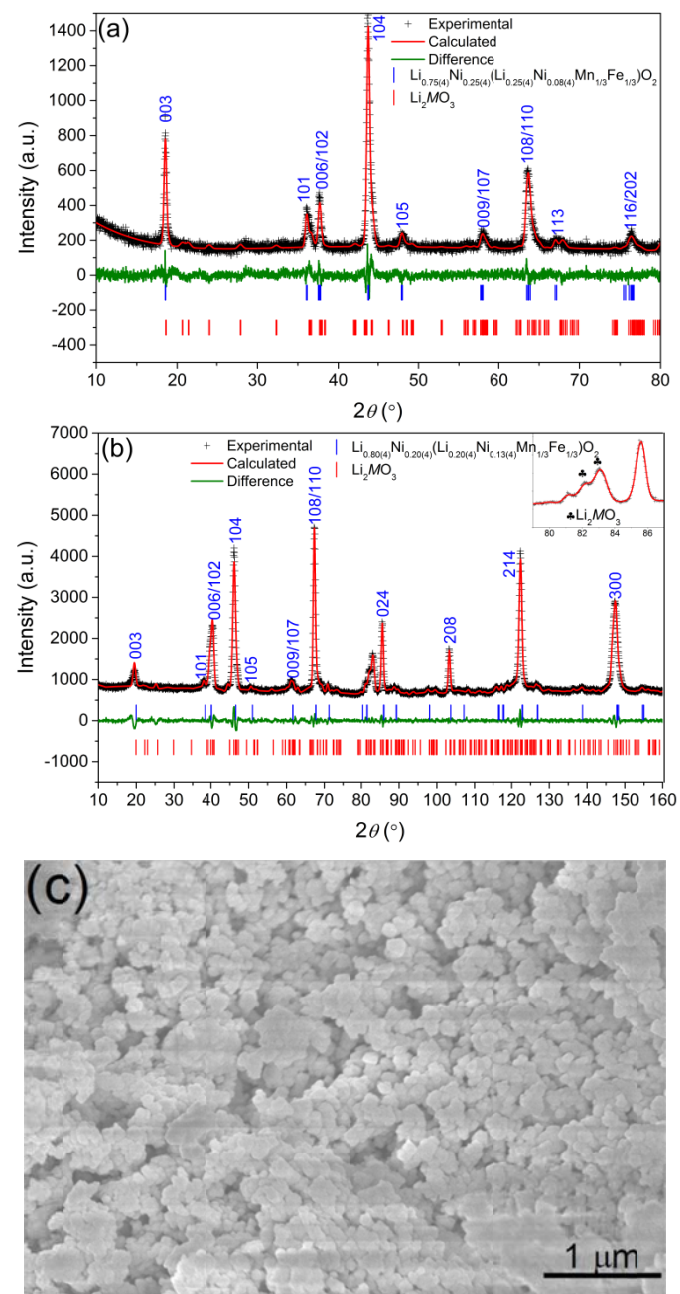 (a)
Experimental
Calculated
Difference
Li0.75(4)Ni0.25(4)(Li0.25(4)Ni0.08(4)Mn1/3Fe1/3)O2
Li2MO3
003
101
006/102
104
105
009/107
108/110
113
116/202
Intensity (a.u.)
1400
1200
1000
800
600
400
200
0
-200
-400
10 20 30 40 50 60 70 80
2θ (°)
(b)
Experimental
Calculated
Difference
Li0.80(4)Ni0.20(4)(Li0.20(4)Ni0.13(4)Mn1/3Fe1/3)O2
Li2MO3
♣
♣
♣Li2MO3
80 82 84 86
003
101
006/102
104
105
009/107
108/110
024
208
214
300
Intensity (a.u.)
7000
6000
5000
4000
3000
2000
1000
0
-1000
10 20 30 40 50 60 70 80 90 100 110 120 130 140 150 160
2θ (°)
(c)
1 μm